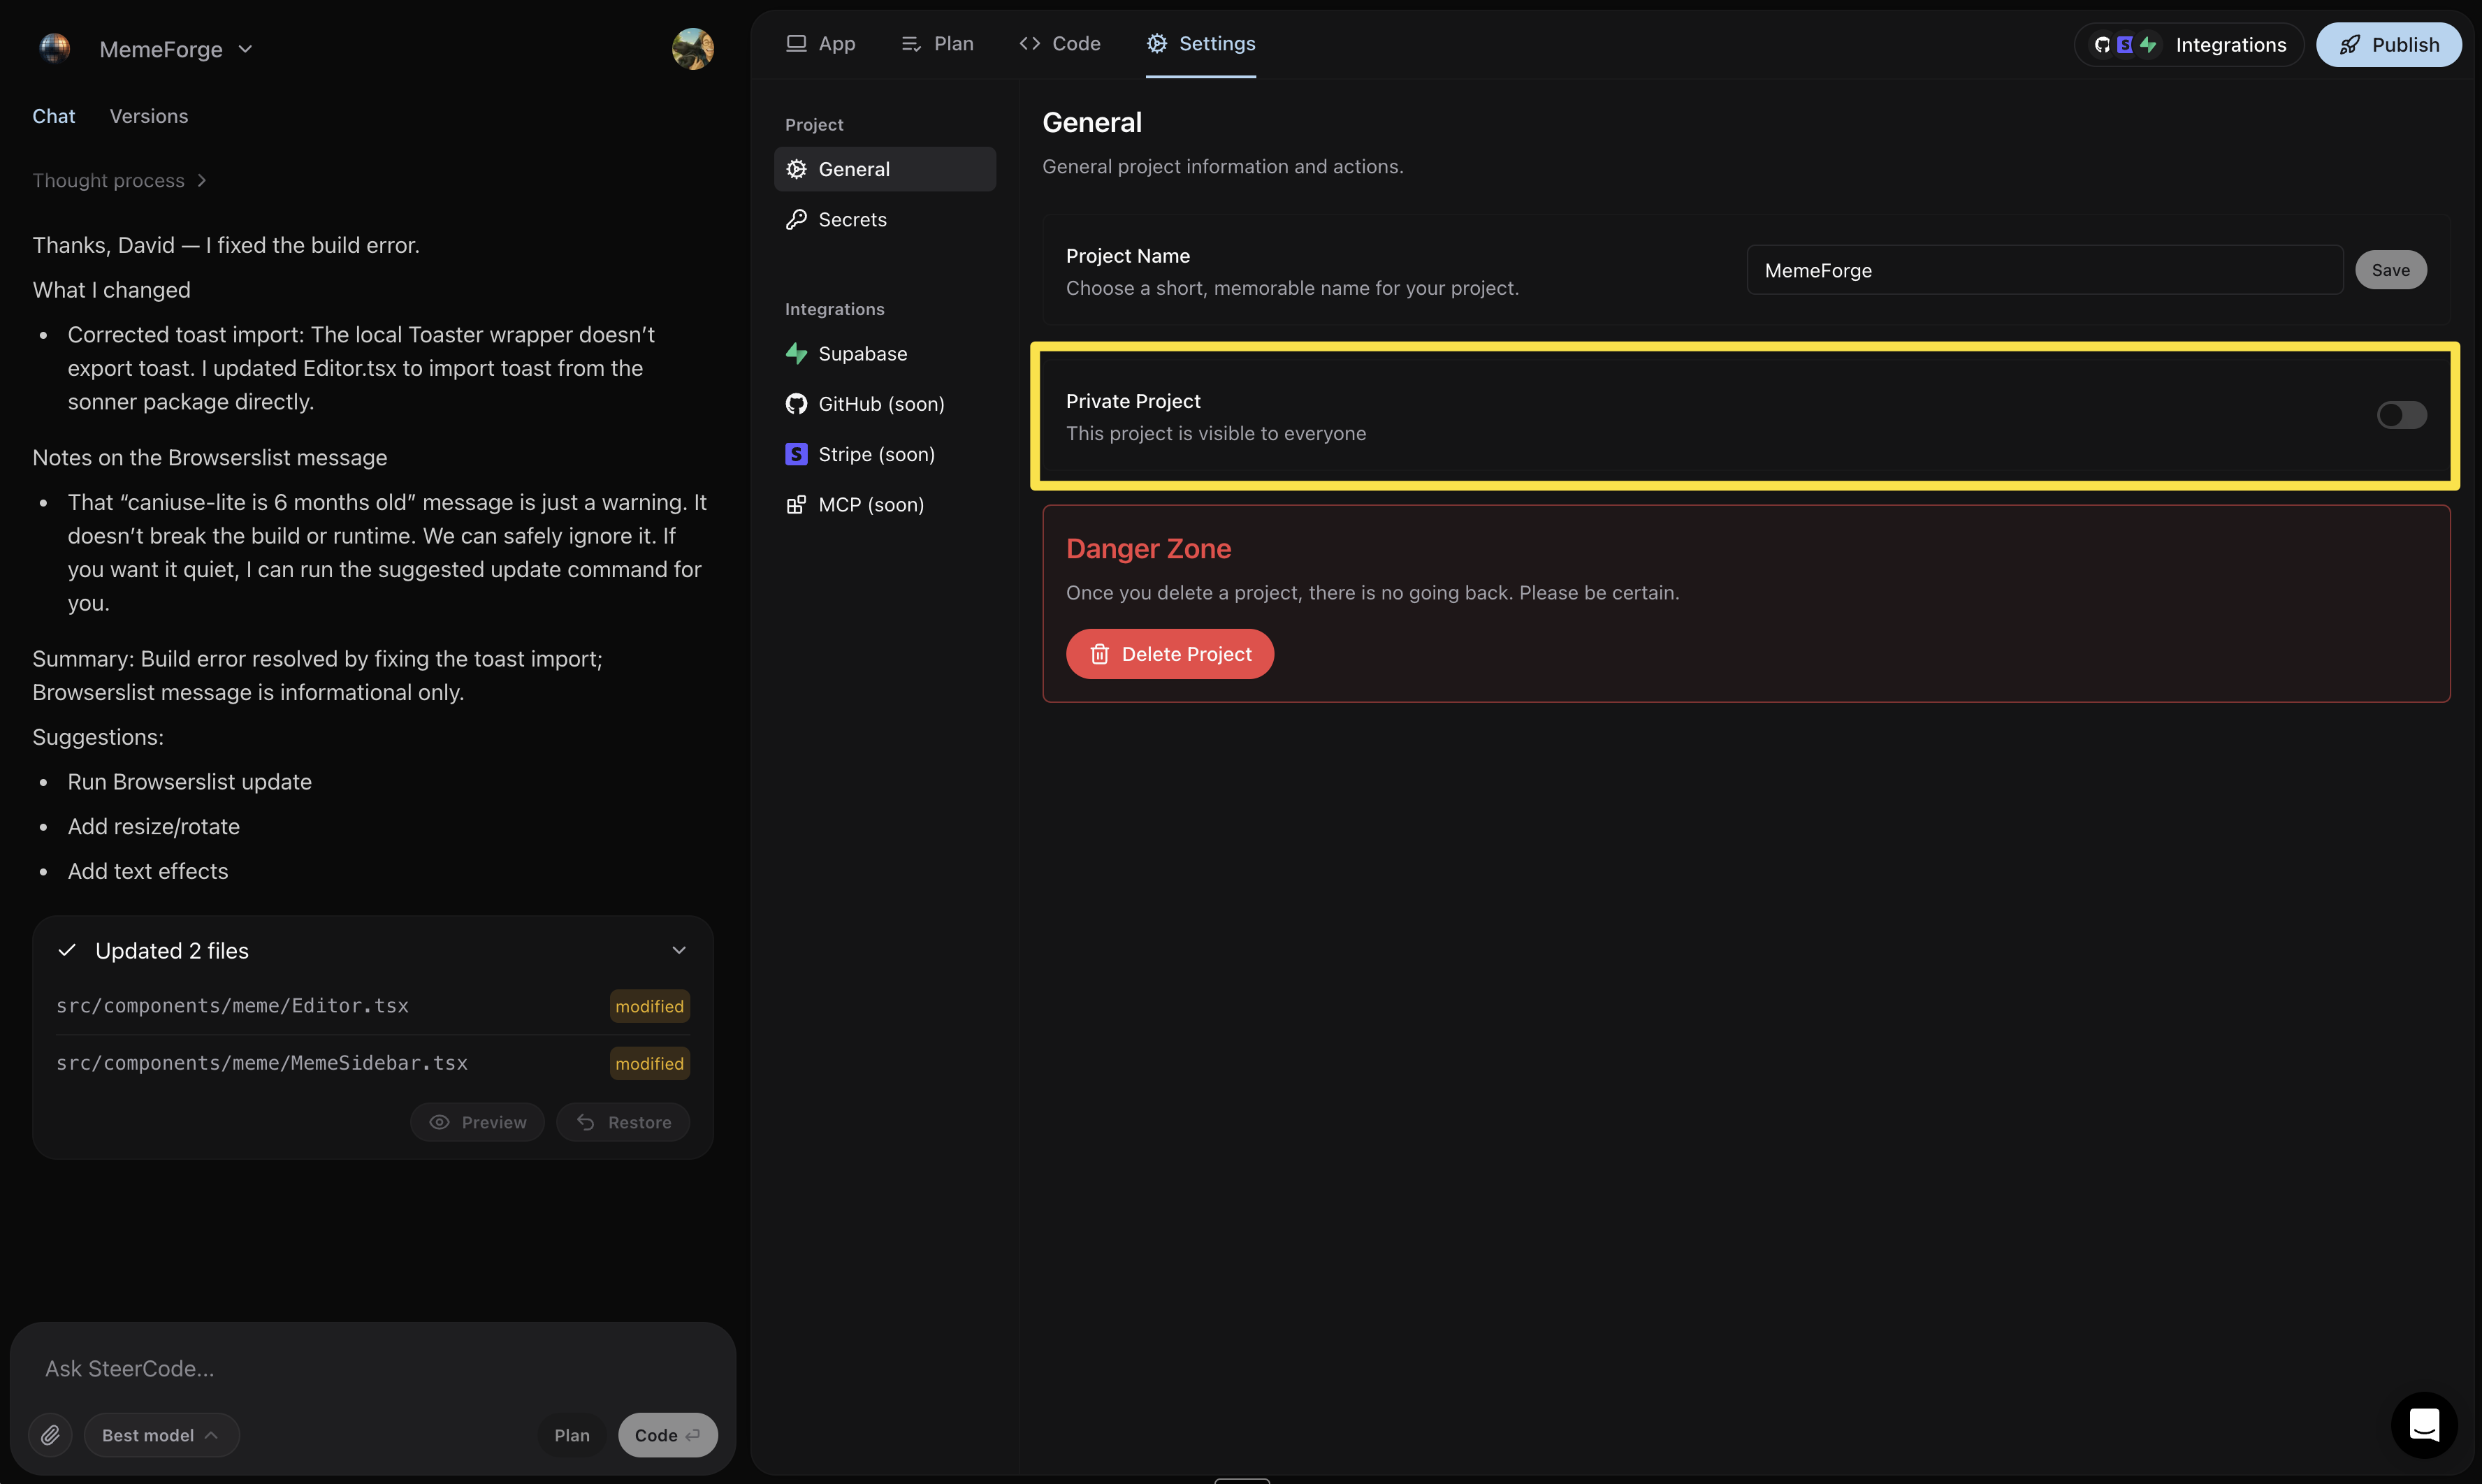 MemeForge
Chat
Versions
Thought process
Thanks, David — I fixed the build error.
What I changed
• Corrected toast import: The local Toaster wrapper doesn’t
export toast. I updated Editor.tsx to import toast from the
sonner package directly.
Notes on the Browserslist message
• That “caniuse-lite is 6 months old” message is just a warning. It
doesn’t break the build or runtime. We can safely ignore it. If
you want it quiet, I can run the suggested update command for
you.
Summary: Build error resolved by fixing the toast import;
Browserslist message is informational only.
Suggestions:
• Run Browserslist update
• Add resize/rotate
• Add text effects
Updated 2 files
src/components/meme/Editor.tsx
modified
src/components/meme/MemeSidebar.tsx
modified
Preview
Restore
Ask SteerCode...
Best model
Plan
Code
App
Plan
Code
Settings
S
Integrations
Publish
Project
General
Secrets
Integrations
Supabase
GitHub (soon)
S Stripe (soon)
MCP (soon)
General
General project information and actions.
Project Name
Choose a short, memorable name for your project.
MemeForge
Save
Private Project
This project is visible to everyone
Danger Zone
Once you delete a project, there is no going back. Please be certain.
Delete Project